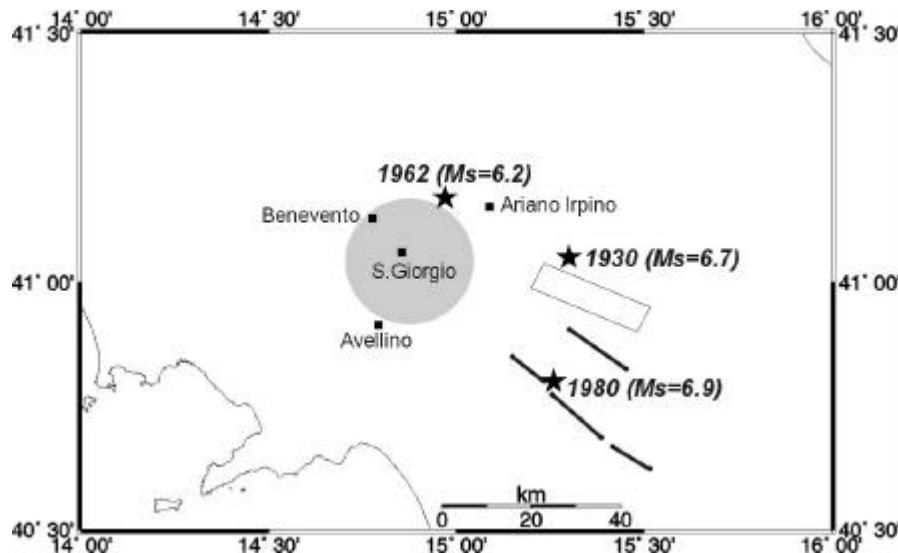 14° 00' 14° 30' 15° 00' 15° 30' 16° 00'
41° 30' 41° 30'
1962 (Ms=6.2)
Benevento Ariano Irpino
S.Giorgio
1930 (Ms=6.7)
41° 00' 41° 00'
Avellino
1980 (Ms=6.9)
km
0 20 40
40° 30' 40° 30'
14° 00' 14° 30' 15° 00' 15° 30' 16° 00'